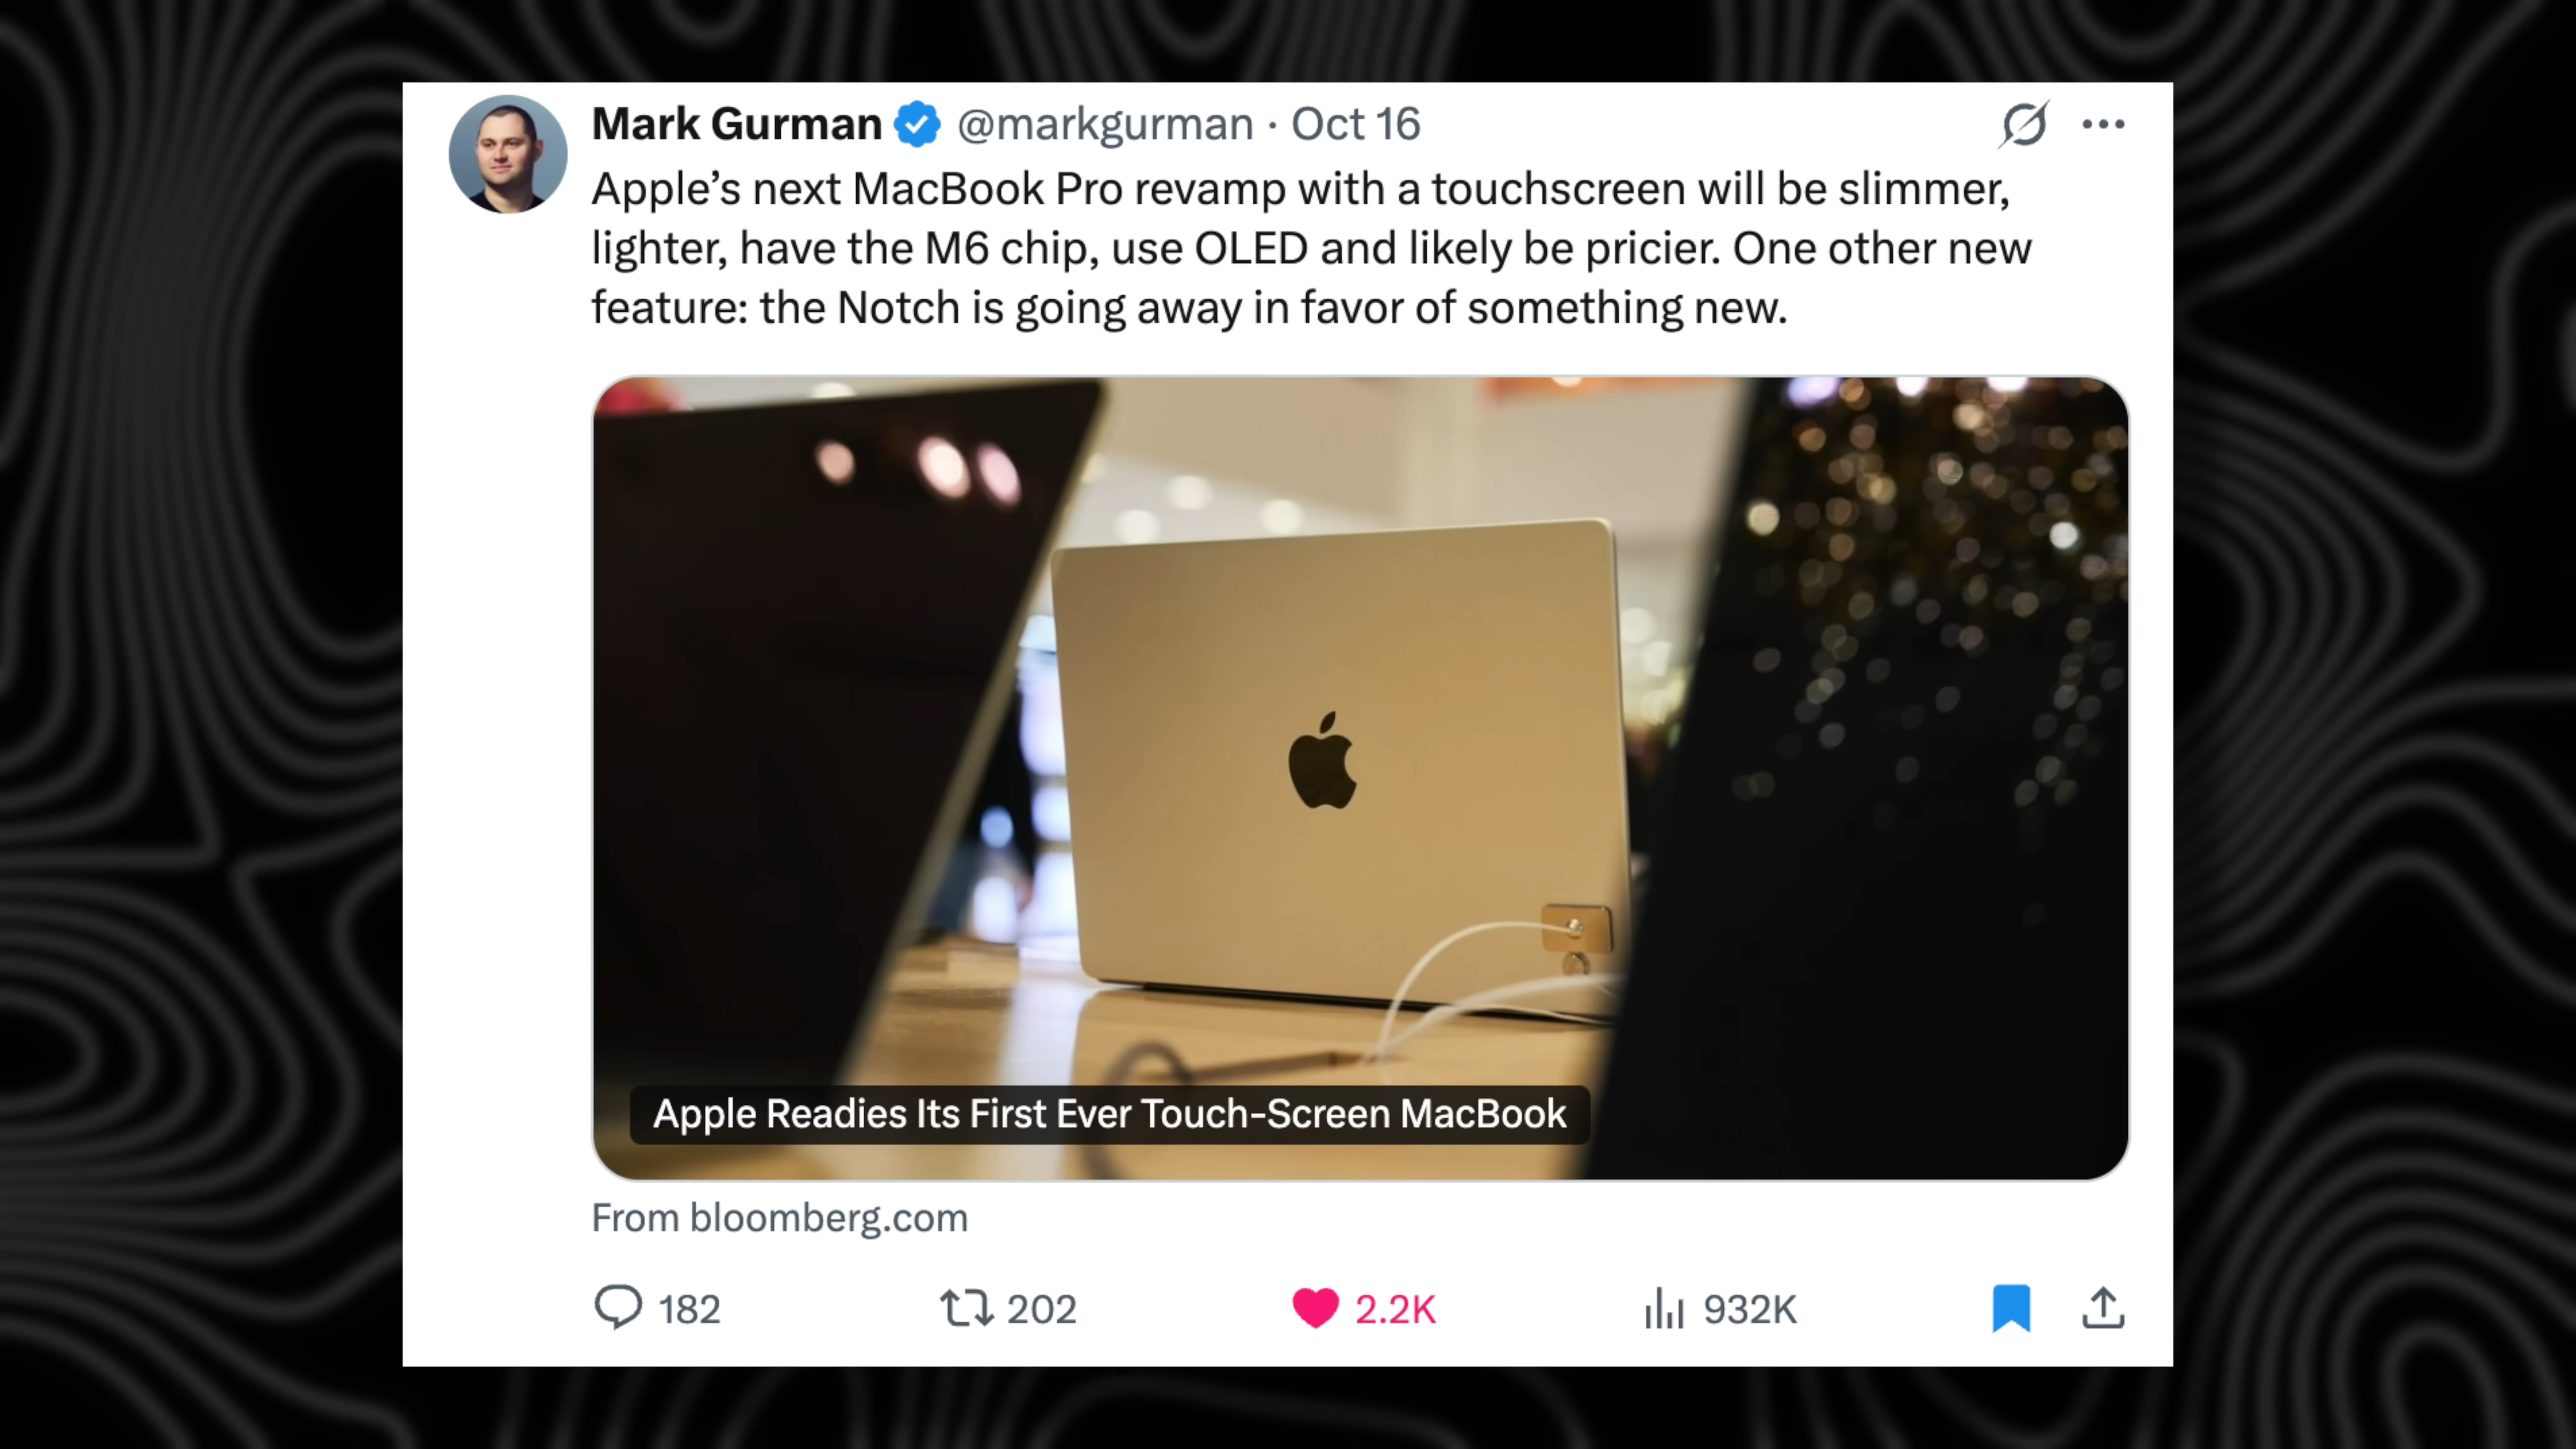 Mark Gurman @markgurman · Oct 16
Apple’s next MacBook Pro revamp with a touchscreen will be slimmer,
lighter, have the M6 chip, use OLED and likely be pricier. One other new
feature: the Notch is going away in favor of something new.
Apple Readies Its First Ever Touch-Screen MacBook
From bloomberg.com
182 202 2.2K 932K